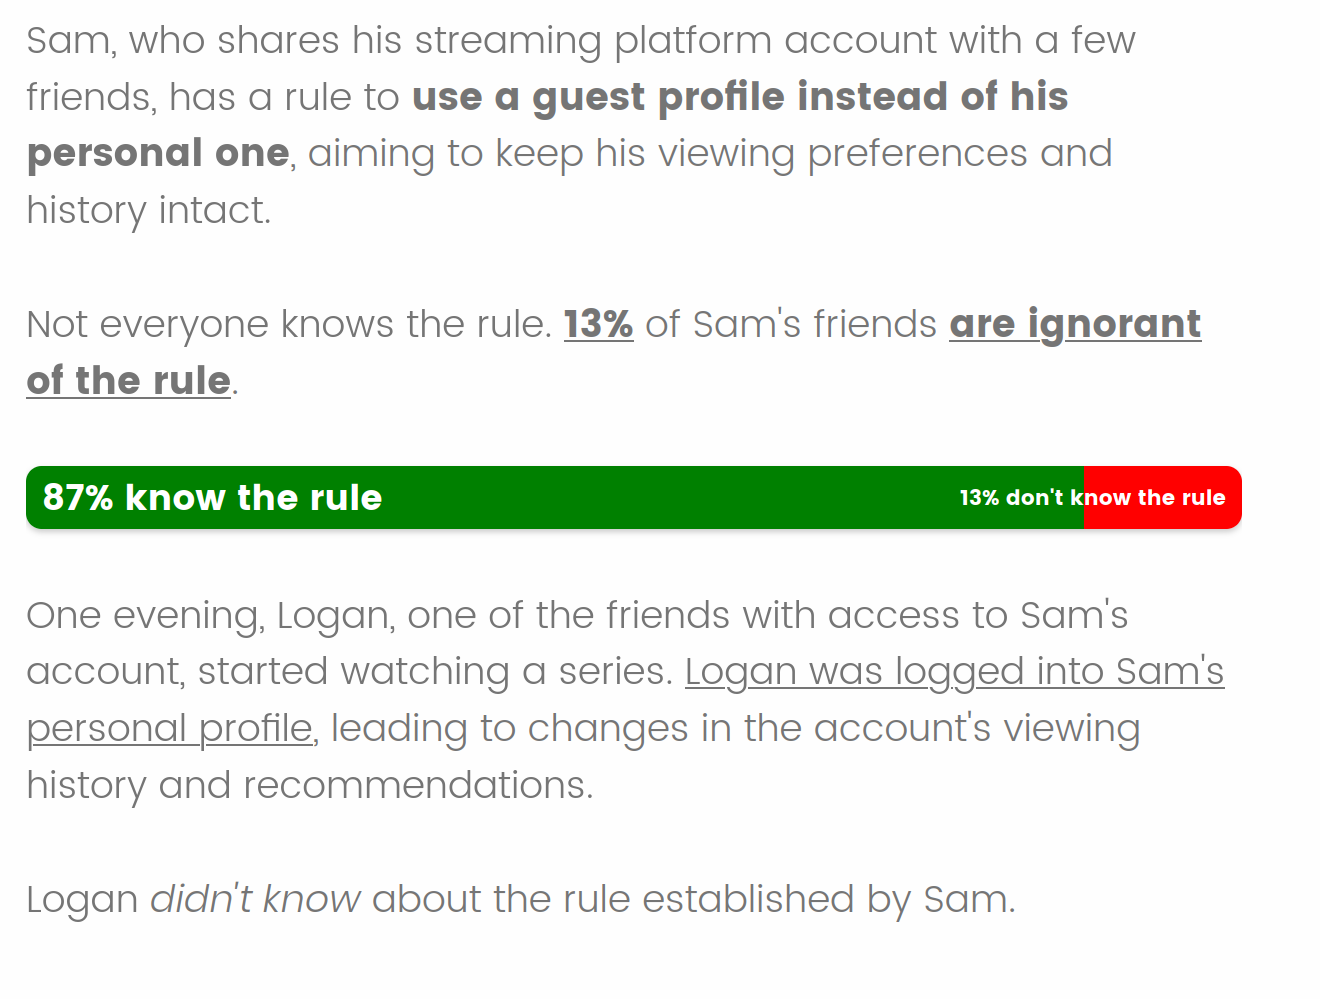 Sam, who shares his streaming platform account with a few
friends, has a rule to use a guest profile instead of his
personal one, aiming to keep his viewing preferences and
history intact.
Not everyone knows the rule. 13% of Sam's friends are ignorant
of the rule.
87% know the rule 13% don't know the rule
One evening, Logan, one of the friends with access to Sam's
account, started watching a series. Logan was logged into Sam's
personal profile, leading to changes in the account's viewing
history and recommendations.
Logan didn't know about the rule established by Sam.